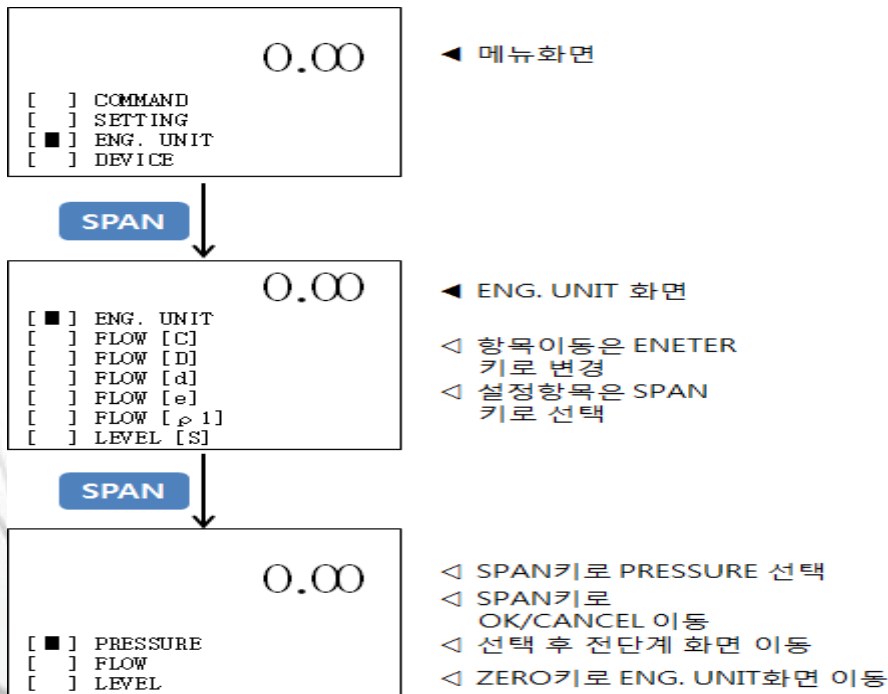 0.00
◄ 메뉴화면
[ ] COMMAND
[ ] SETTING
[■] ENG. UNIT
[ ] DEVICE
SPAN
0.00
◄ ENG. UNIT 화면
[■] ENG. UNIT
[ ] FLOW [C]
[ ] FLOW [D]
[ ] FLOW [d]
[ ] FLOW [e]
[ ] FLOW [ρ1]
[ ] LEVEL [S]
◁ 항목이동은 ENETER
키로 변경
◁ 설정항목은 SPAN
키로 선택
SPAN
0.00
[■] PRESSURE
[ ] FLOW
[ ] LEVEL
◁ SPAN키로 PRESSURE 선택
◁ SPAN키로
OK/CANCEL 이동
◁ 선택 후 전단계 화면 이동
◁ ZERO키로 ENG. UNIT화면 이동